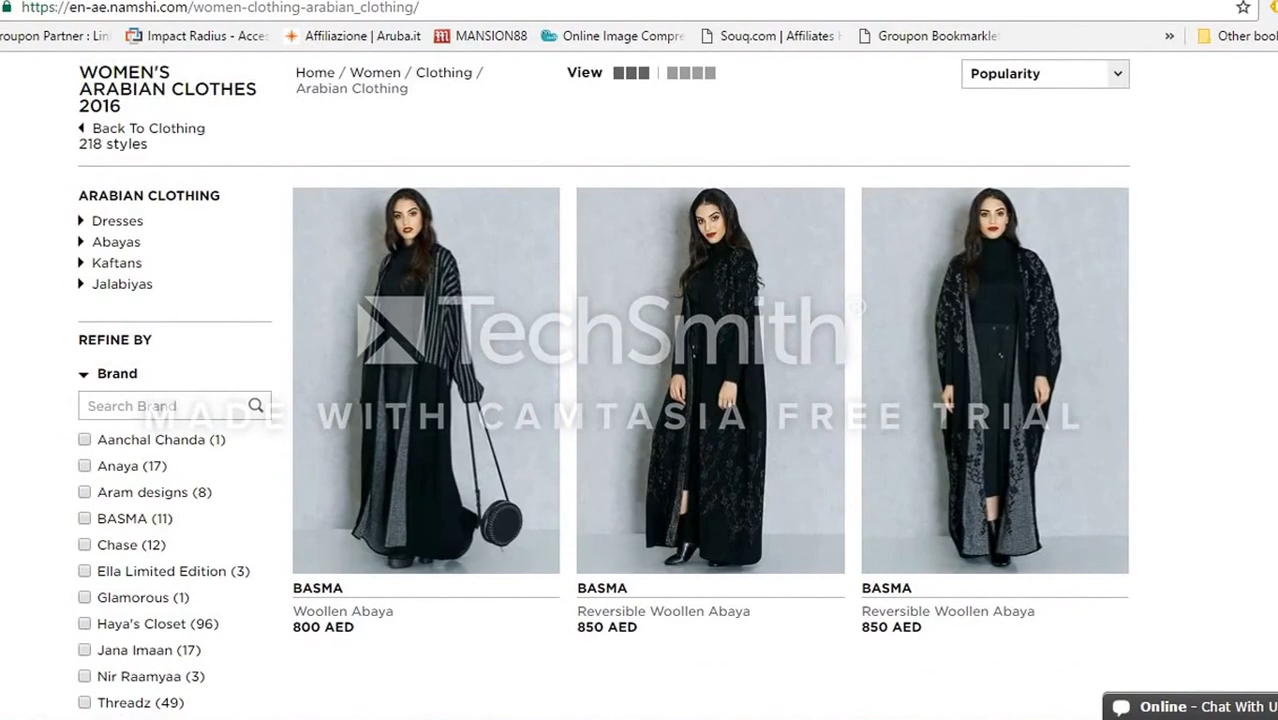 https://en-ae.namshi.com/women-clothing-arabian_clothing/
roupon Partner : Lin
Impact Radius - Acces
Affiliazione | Aruba.it
MANSION88
Online Image Compre
Souq.com | Affiliates
Groupon Bookmarklet
»
Other book
WOMEN'S
ARABIAN CLOTHES
2016
Back To Clothing
218 styles
Home / Women / Clothing /
Arabian Clothing
View
Popularity
ARABIAN CLOTHING
Dresses
Abayas
Kaftans
Jalabiyas
REFINE BY
Brand
Search Brand
Aanchal Chanda (1)
Anaya (17)
Aram designs (8)
BASMA (11)
Chase (12)
Ella Limited Edition (3)
Glamorous (1)
Haya's Closet (96)
Jana Imaan (17)
Nir Raamyaa (3)
Threadz (49)
TechSmith®
MADE WITH CAMTASIA FREE TRIAL
BASMA
Woollen Abaya
800 AED
BASMA
Reversible Woollen Abaya
850 AED
BASMA
Reversible Woollen Abaya
850 AED
Online - Chat With U